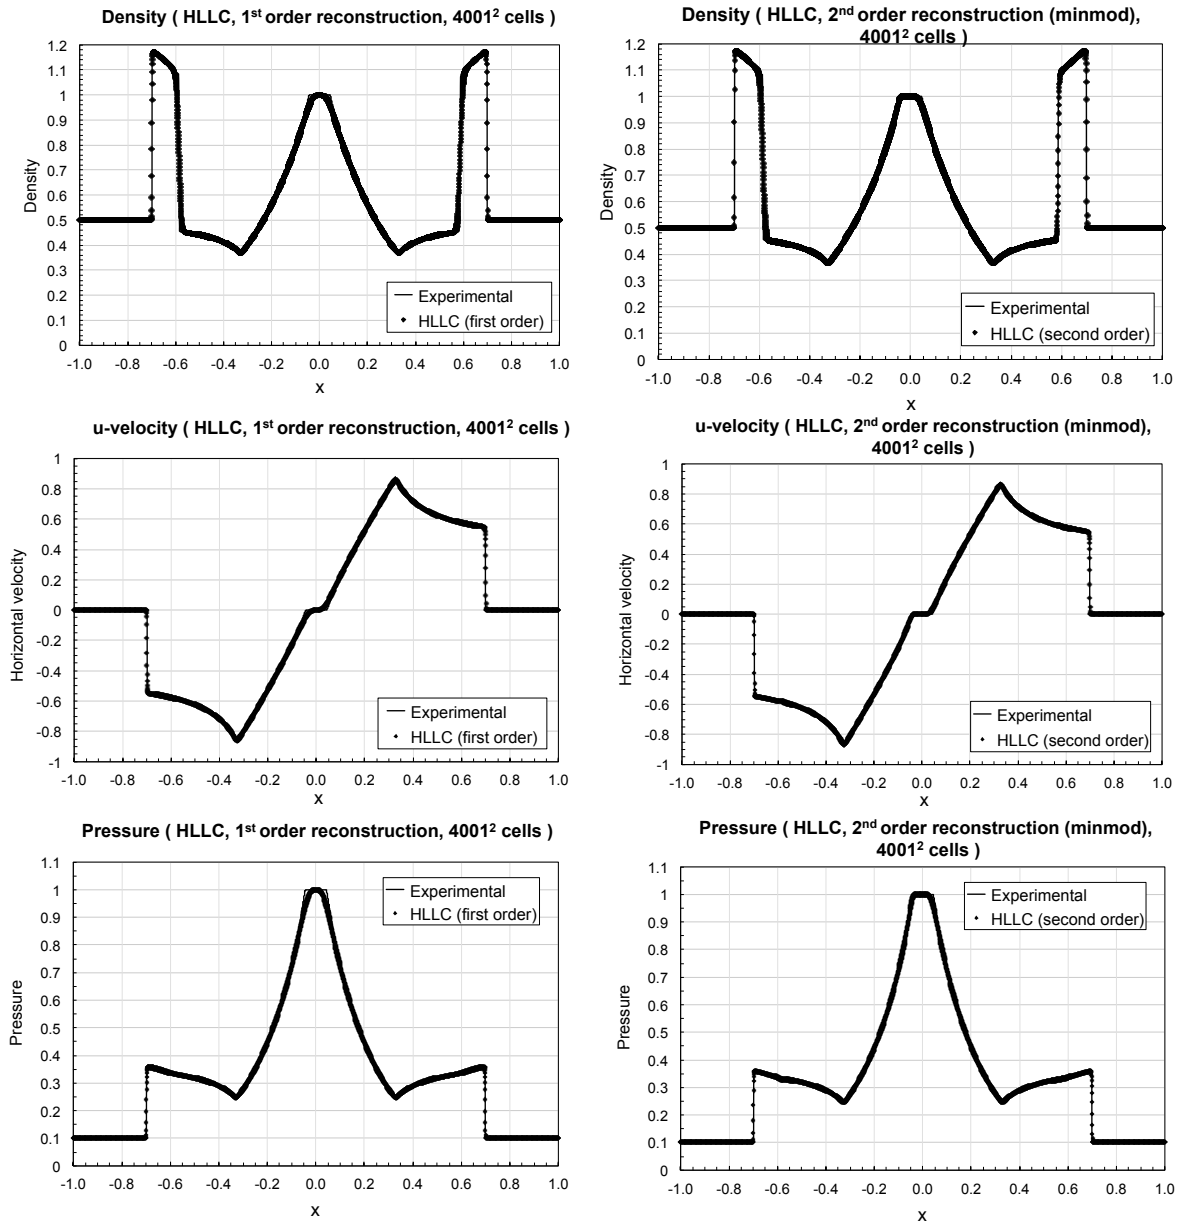 Density ( HLLC, 1st order reconstruction, 4001² cells )
1.2
1.1
1
0.9
0.8
0.7
0.6
0.5
0.4
0.3
0.2
0.1
0
Density
Experimental
HLLC (first order)
-1.0 -0.8 -0.6 -0.4 -0.2 0.0 0.2 0.4 0.6 0.8 1.0
x
Density ( HLLC, 2nd order reconstruction (minmod),
4001² cells )
1.2
1.1
1
0.9
0.8
0.7
0.6
0.5
0.4
0.3
0.2
0.1
0
Density
Experimental
HLLC (second order)
-1.0 -0.8 -0.6 -0.4 -0.2 0.0 0.2 0.4 0.6 0.8 1.0
x
u-velocity ( HLLC, 1st order reconstruction, 4001² cells )
1
0.8
0.6
0.4
0.2
0
-0.2
-0.4
-0.6
-0.8
-1
Horizontal velocity
Experimental
HLLC (first order)
-1.0 -0.8 -0.6 -0.4 -0.2 0.0 0.2 0.4 0.6 0.8 1.0
x
u-velocity ( HLLC, 2nd order reconstruction (minmod),
4001² cells )
1
0.8
0.6
0.4
0.2
0
-0.2
-0.4
-0.6
-0.8
-1
Horizontal velocity
Experimental
HLLC (second order)
-1.0 -0.8 -0.6 -0.4 -0.2 0.0 0.2 0.4 0.6 0.8 1.0
x
Pressure ( HLLC, 1st order reconstruction, 4001² cells )
1.1
1
0.9
0.8
0.7
0.6
0.5
0.4
0.3
0.2
0.1
0
Pressure
Experimental
HLLC (first order)
-1.0 -0.8 -0.6 -0.4 -0.2 0.0 0.2 0.4 0.6 0.8 1.0
x
Pressure ( HLLC, 2nd order reconstruction (minmod),
4001² cells )
1.1
1
0.9
0.8
0.7
0.6
0.5
0.4
0.3
0.2
0.1
0
Pressure
Experimental
HLLC (second order)
-1.0 -0.8 -0.6 -0.4 -0.2 0.0 0.2 0.4 0.6 0.8 1.0
x